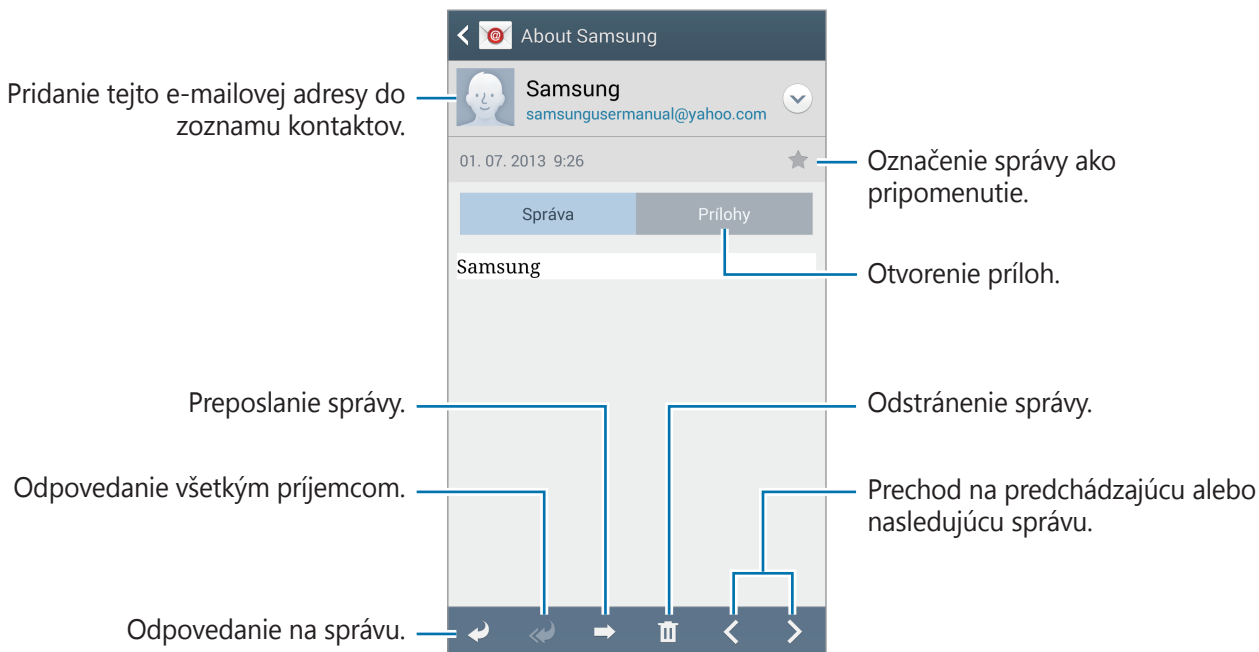 About Samsung
Pridanie tejto e-mailovej adresy do
zoznamu kontaktov.
Samsung
samsungusermanual@yahoo.com
01. 07. 2013 9:26
Označenie správy ako
pripomenutie.
Správa
Prílohy
Samsung
Otvorenie príloh.
Preposlanie správy.
Odstránenie správy.
Odpovedanie všetkým príjemcom.
Prechod na predchádzajúcu alebo
nasledujúcu správu.
Odpovedanie na správu.